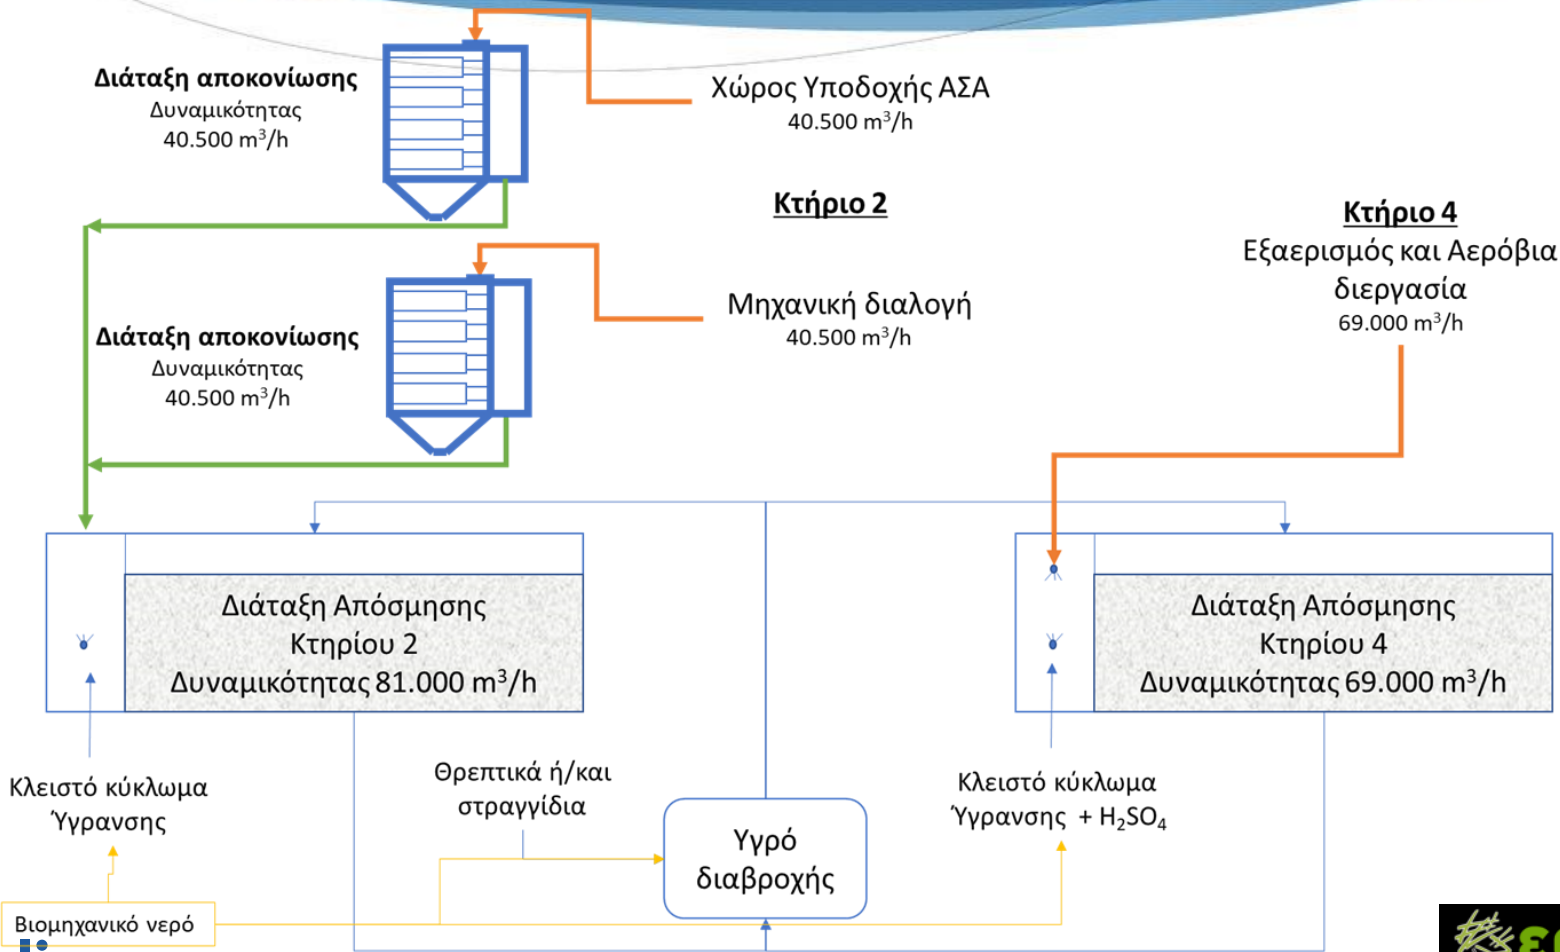 Διάταξη αποκονίωσης
Δυναμικότητας
40.500 m³/h
Χώρος Υποδοχής ΑΣΑ
40.500 m³/h
Κτήριο 2
Κτήριο 4
Εξαερισμός και Αερόβια
διεργασία
69.000 m³/h
Μηχανική διαλογή
40.500 m³/h
Διάταξη αποκονίωσης
Δυναμικότητας
40.500 m³/h
Διάταξη Απόσμησης
Κτηρίου 2
Δυναμικότητας 81.000 m³/h
Διάταξη Απόσμησης
Κτηρίου 4
Δυναμικότητας 69.000 m³/h
Κλειστό κύκλωμα
Ύγρανσης
Θρεπτικά ή/και
στραγγίδια
Υγρό
διαβροχής
Κλειστό κύκλωμα
Ύγρανσης + H₂SO₄
Βιομηχανικό νερό